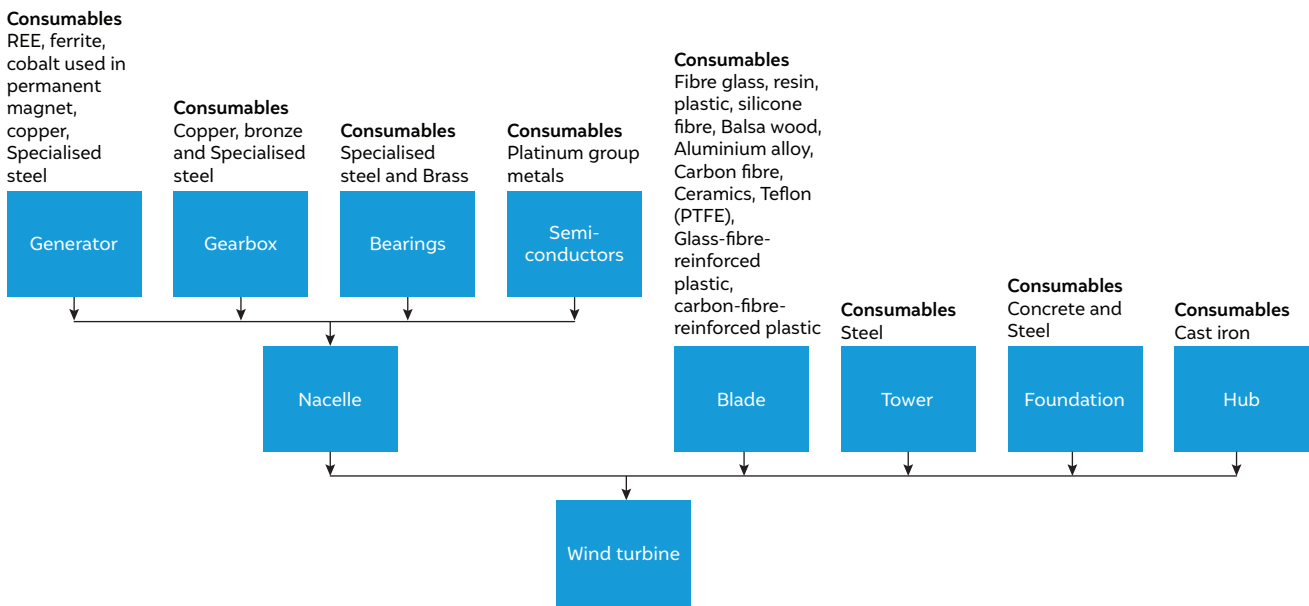 Consumables
REE, ferrite,
cobalt used in
permanent
magnet,
copper,
Specialised
steel
Generator
Consumables
Copper, bronze
and Specialised
steel
Gearbox
Consumables
Specialised
steel and Brass
Bearings
Consumables
Platinum group
metals
Semi-
conductors
Nacelle
Consumables
Fibre glass, resin,
plastic, silicone
fibre, Balsa wood,
Aluminium alloy,
Carbon fibre,
Ceramics, Teflon
(PTFE),
Glass-fibre-
reinforced
plastic,
carbon-fibre-
reinforced plastic
Blade
Consumables
Steel
Tower
Consumables
Concrete and
Steel
Foundation
Consumables
Cast iron
Hub
Wind turbine